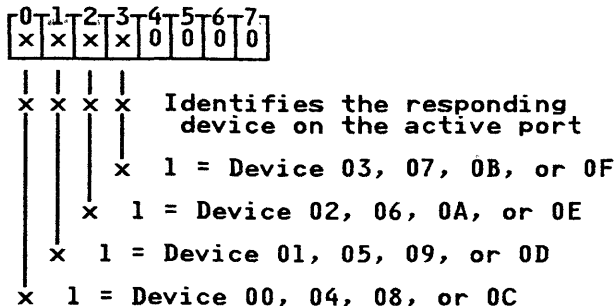 0 1 2 3 4 5 6 7
x x x x 0 0 0 0
x x x x Identifies the responding
device on the active port
x 1 = Device 03, 07, 0B, or 0F
x 1 = Device 02, 06, 0A, or 0E
x 1 = Device 01, 05, 09, or 0D
x 1 = Device 00, 04, 08, or 0C